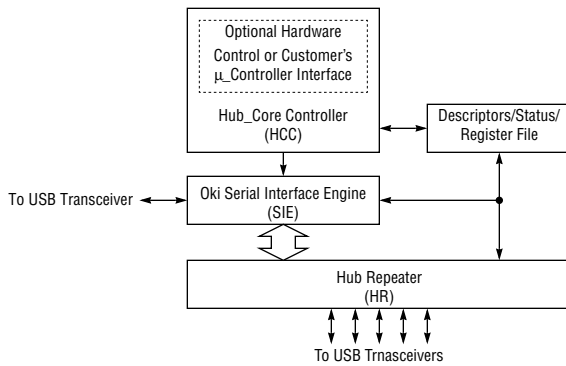 Optional Hardware
Control or Customer's
μ_Controller Interface
Hub_Core Controller
(HCC)
Descriptors/Status/
Register File
To USB Transceiver
Oki Serial Interface Engine
(SIE)
Hub Repeater
(HR)
To USB Trnasceivers